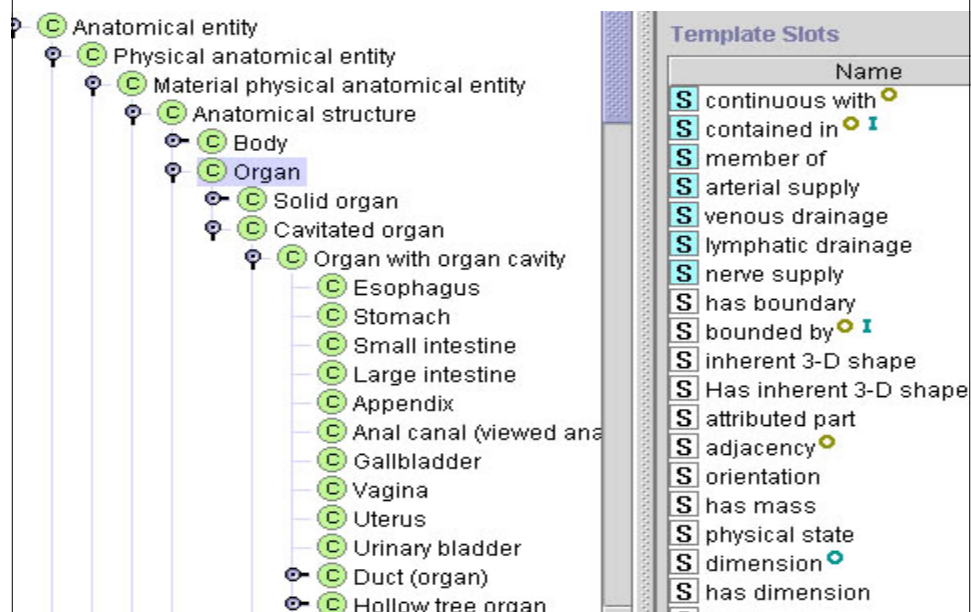 Anatomical entity
Physical anatomical entity
Material physical anatomical entity
Anatomical structure
Body
Organ
Solid organ
Cavitated organ
Organ with organ cavity
Esophagus
Stomach
Small intestine
Large intestine
Appendix
Anal canal (viewed ana
Gallbladder
Vagina
Uterus
Urinary bladder
Duct (organ)
Hollow tree organ
Template Slots
Name
S continuous with
S contained in I
S member of
S arterial supply
S venous drainage
S lymphatic drainage
S nerve supply
S has boundary
S bounded by I
S inherent 3-D shape
S Has inherent 3-D shape
S attributed part
S adjacency
S orientation
S has mass
S physical state
S dimension
S has dimension